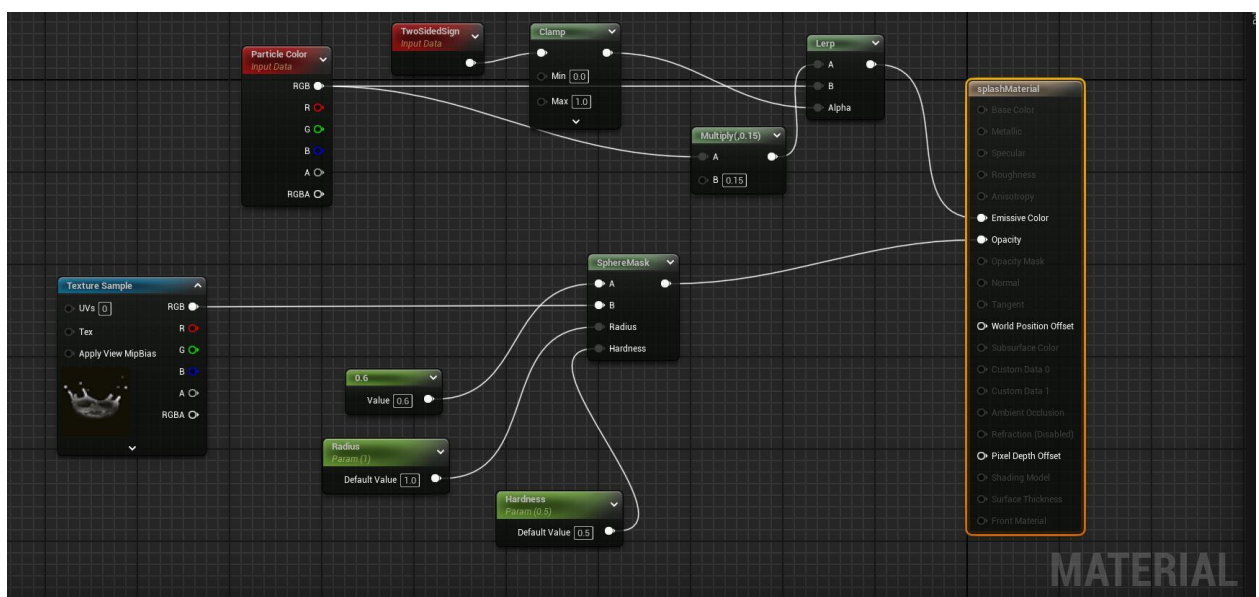 Particle Color
Input Data
RGB
R
G
B
A
RGBA
TwoSidedSign
Input Data
Clamp
Min 0.0
Max 1.0
Multiply(,0.15)
A
B 0.15
Lerp
A
B
Alpha
Texture Sample
UVs 0 RGB
Tex R
G
Apply View MipBias
B
A
RGBA
0.6
Value 0.6
Radius
Param (1)
Default Value 1.0
Hardness
Param (0.5)
Default Value 0.5
SphereMask
A
B
Radius
Hardness
splashMaterial
Base Color
Metallic
Specular
Roughness
Anisotropy
Emissive Color
Opacity
Opacity Mask
Normal
Tangent
World Position Offset
Subsurface Color
Custom Data 0
Custom Data 1
Ambient Occlusion
Refraction (Disabled)
Pixel Depth Offset
Shading Model
Surface Thickness
Front Material
MATERIAL